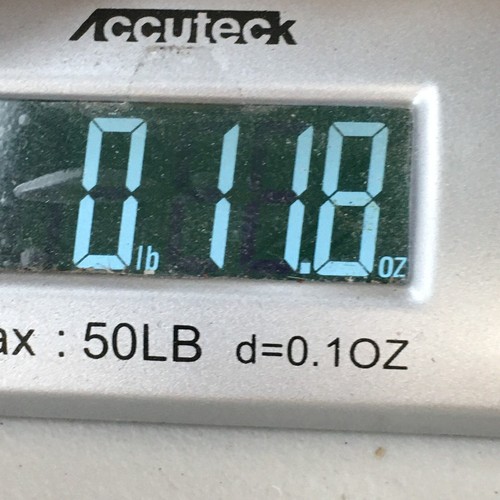 Accuteck
0 lb 11.8 oz
ax : 50LB d=0.1OZ